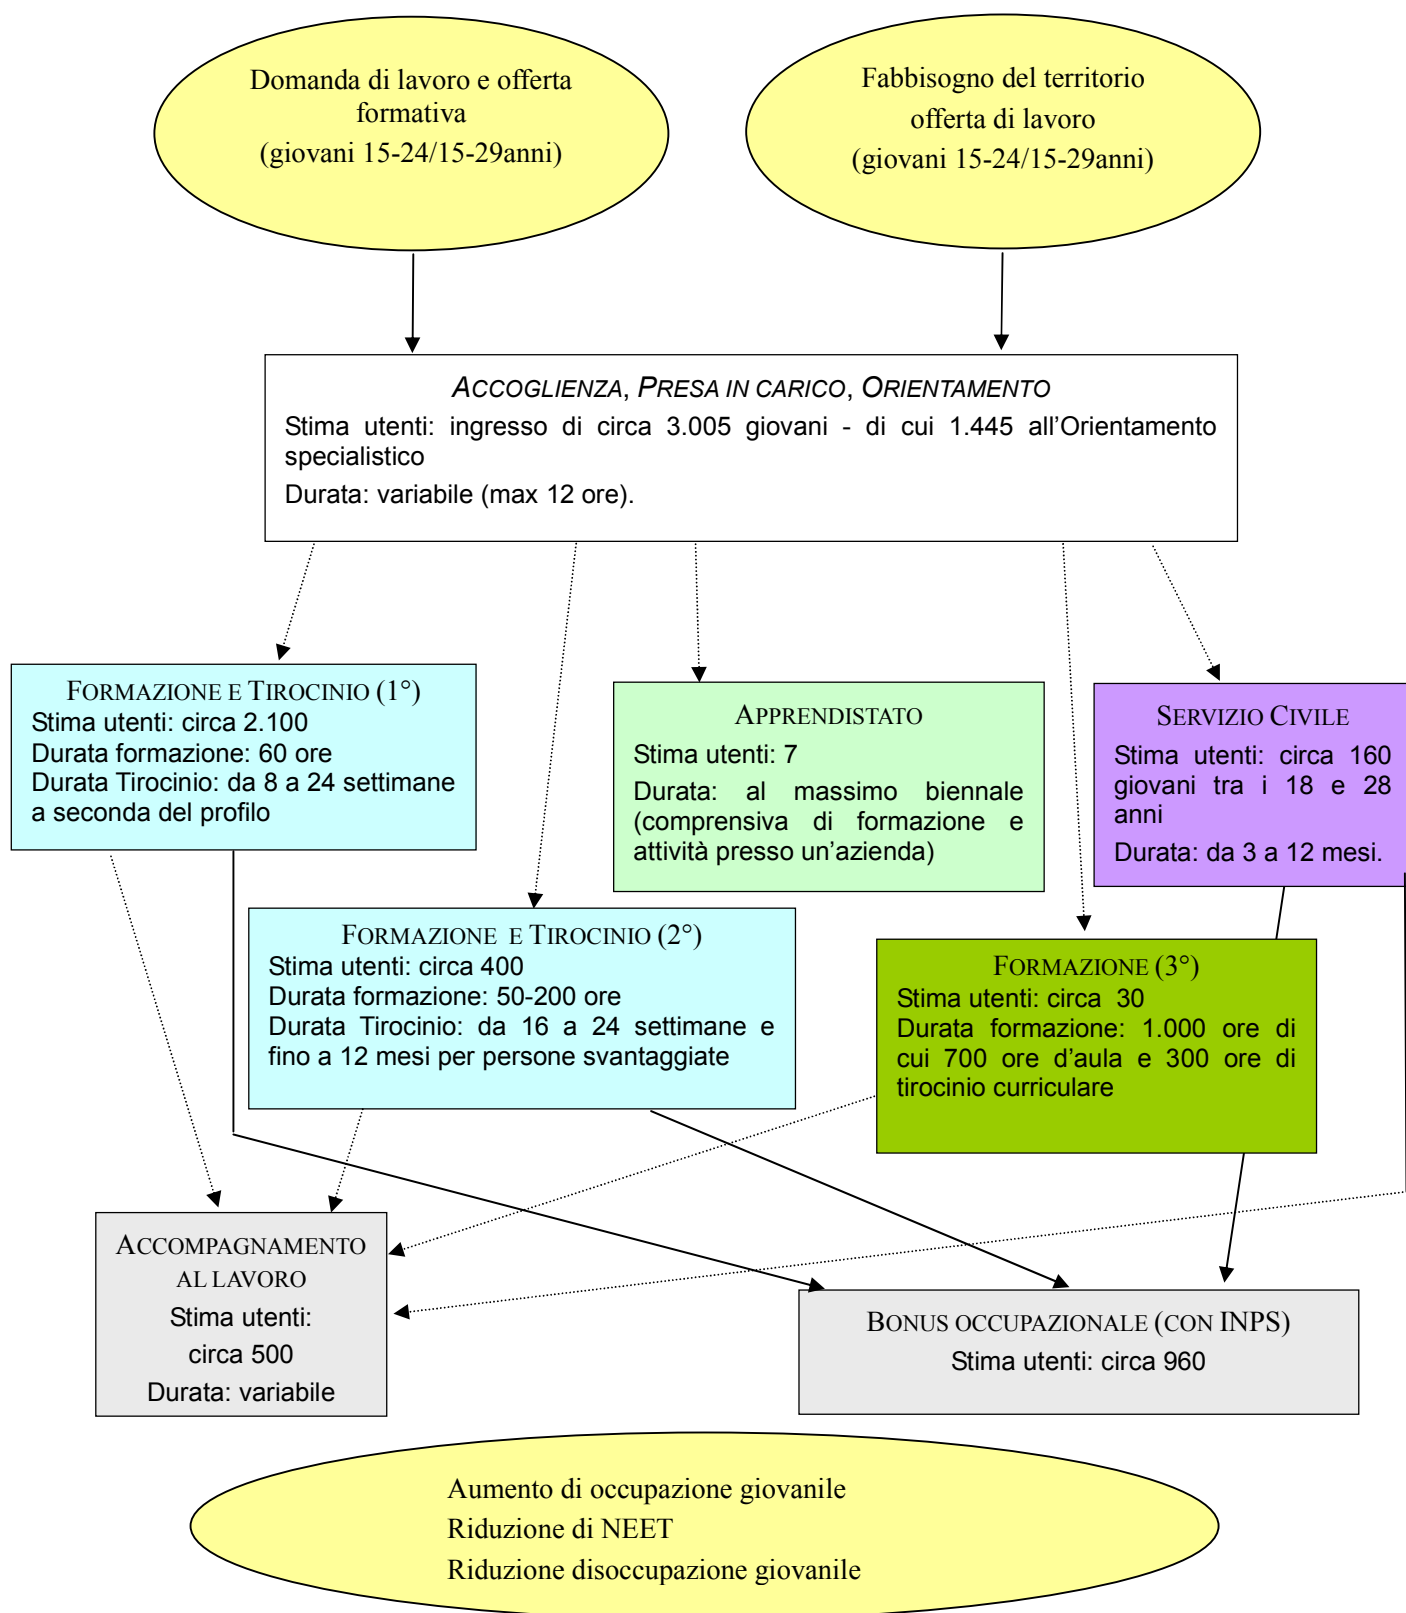 Domanda di lavoro e offerta
formativa
(giovani 15-24/15-29anni)
Fabbisogno del territorio
offerta di lavoro
(giovani 15-24/15-29anni)
ACCOGLIENZA, PRESA IN CARICO, ORIENTAMENTO
Stima utenti: ingresso di circa 3.005 giovani - di cui 1.445 all’Orientamento
specialistico
Durata: variabile (max 12 ore).
FORMAZIONE E TIROCINIO (1°)
Stima utenti: circa 2.100
Durata formazione: 60 ore
Durata Tirocinio: da 8 a 24 settimane
a seconda del profilo
APPRENDISTATO
Stima utenti: 7
Durata: al massimo biennale
(comprensiva di formazione e
attività presso un’azienda)
SERVIZIO CIVILE
Stima utenti: circa 160
giovani tra i 18 e 28
anni
Durata: da 3 a 12 mesi.
FORMAZIONE E TIROCINIO (2°)
Stima utenti: circa 400
Durata formazione: 50-200 ore
Durata Tirocinio: da 16 a 24 settimane e
fino a 12 mesi per persone svantaggiate
FORMAZIONE (3°)
Stima utenti: circa 30
Durata formazione: 1.000 ore di
cui 700 ore d’aula e 300 ore di
tirocinio curriculare
ACCOMPAGNAMENTO
AL LAVORO
Stima utenti:
circa 500
Durata: variabile
BONUS OCCUPAZIONALE (CON INPS)
Stima utenti: circa 960
Aumento di occupazione giovanile
Riduzione di NEET
Riduzione disoccupazione giovanile